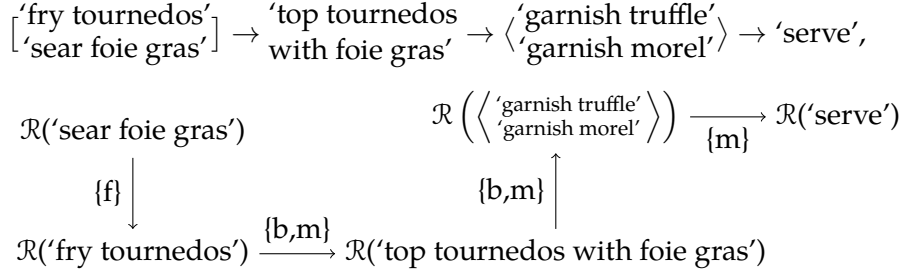 ['fry tournedos' 'sear foie gras'] → 'top tournedos with foie gras' → ⟨'garnish truffle' 'garnish morel'⟩ → 'serve',
ℛ('sear foie gras') ℛ(⟨'garnish truffle' 'garnish morel'⟩) {m} ℛ('serve')
{f} {b,m}
ℛ('fry tournedos') {b,m} ℛ('top tournedos with foie gras')